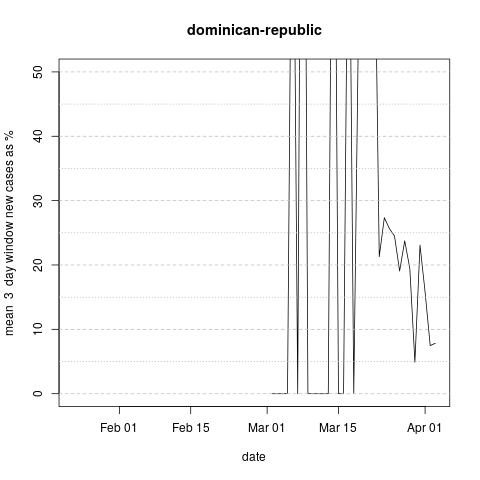 dominican-republic
mean  3  day window new cases as %
50
40
30
20
10
0
Feb 01
Feb 15
Mar 01
Mar 15
Apr 01
date